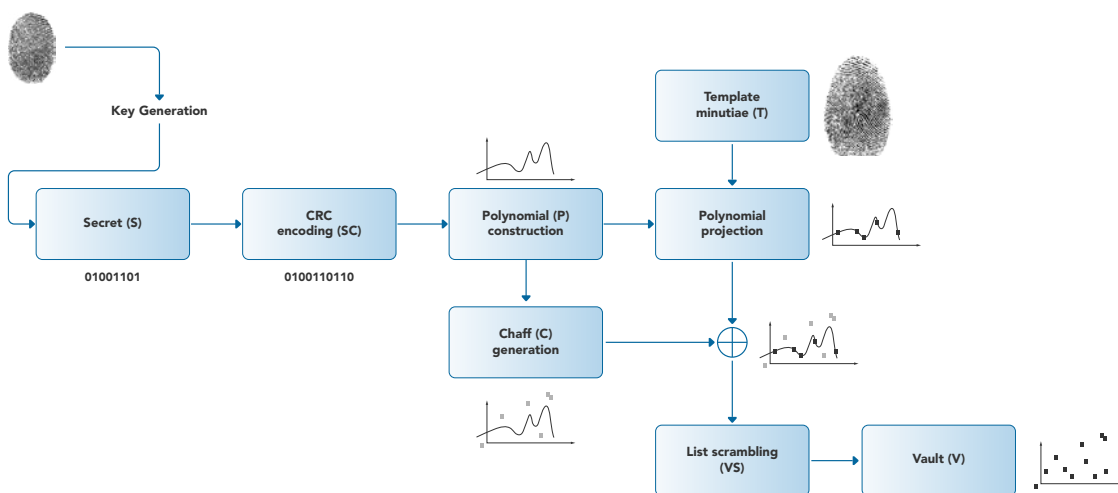 Key Generation
Template
minutiae (T)
Secret (S)
CRC
encoding (SC)
Polynomial (P)
construction
Polynomial
projection
01001101
0100110110
Chaff (C)
generation
List scrambling
(VS)
Vault (V)